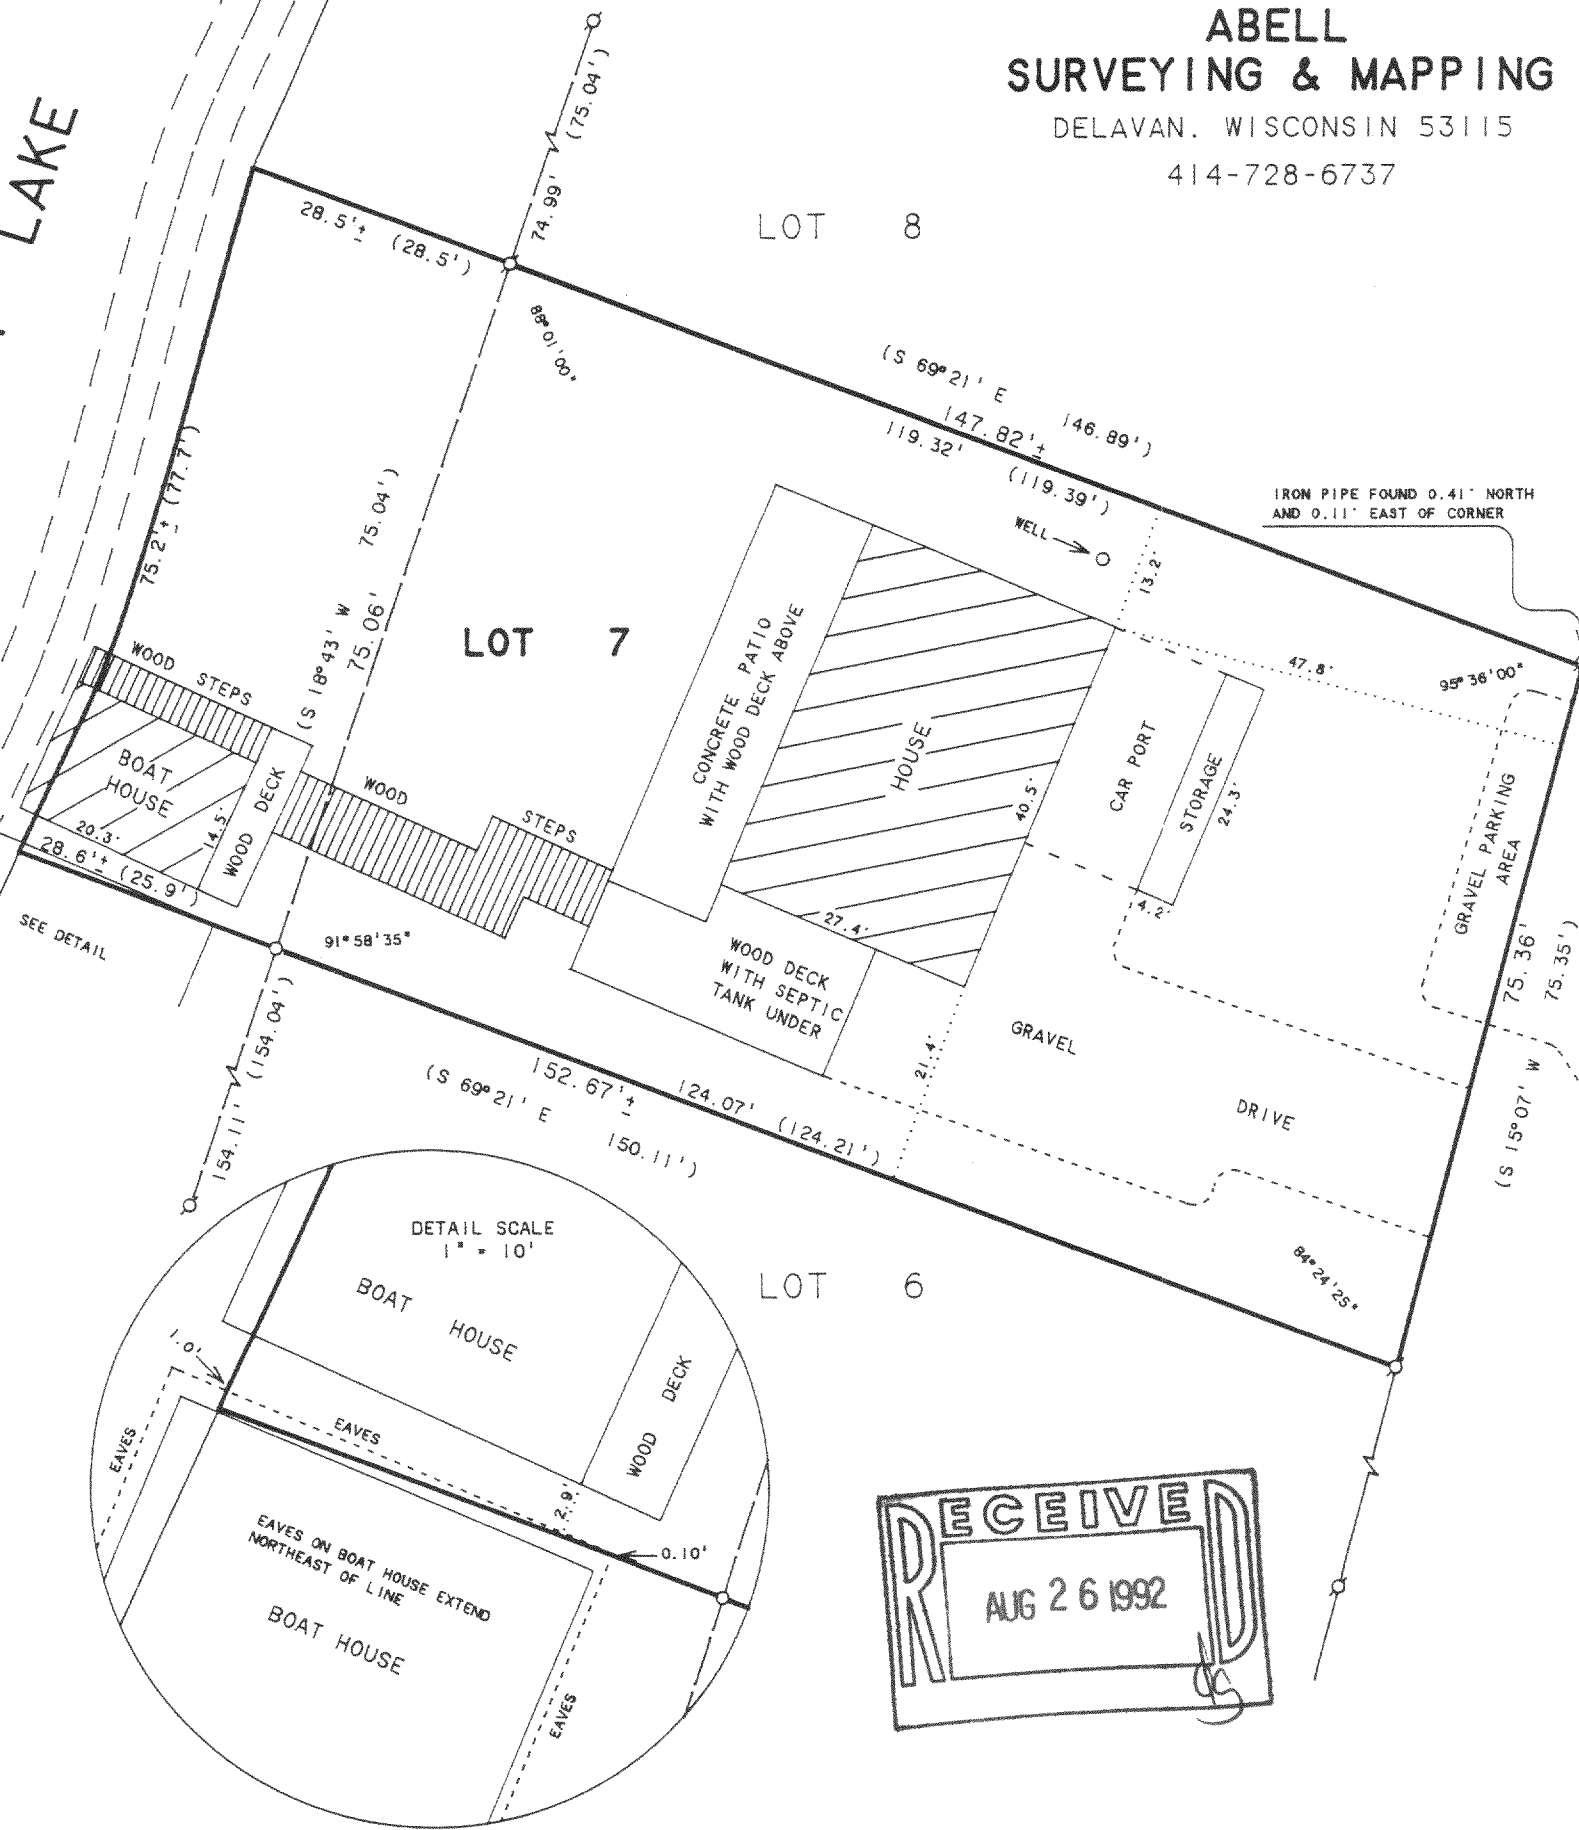 ABELL
SURVEYING & MAPPING
DELAVAN. WISCONSIN 53115
414-728-6737
LAKE
(75.04')
74.99'
LOT 8
28.5'± (28.5')
88°01'00"
(S 69°21' E 146.89')
147.82'±
119.32' (119.39')
IRON PIPE FOUND 0.41' NORTH
AND 0.11' EAST OF CORNER
WELL
13.2'
47.8'
95°36'00"
75.2'± (77.7')
(S 18°43' W 75.04')
75.06'
LOT 7
WOOD STEPS
BOAT
HOUSE
20.3'
14.5'
WOOD DECK
28.6'± (25.9')
SEE DETAIL
WOOD STEPS
CONCRETE PATIO
WITH WOOD DECK ABOVE
HOUSE
40.5'
27.4'
CAR PORT
STORAGE
24.3'
4.2'
GRAVEL PARKING
AREA
75.36'
75.35')
(S 15°07' W
WOOD DECK
WITH SEPTIC
TANK UNDER
21.4'
GRAVEL
DRIVE
91°58'35"
154.11' (154.04')
152.67'±
124.07' (124.21')
(S 69°21' E 150.11')
84°24'25"
LOT 6
DETAIL SCALE
1" = 10'
BOAT HOUSE
WOOD DECK
1.0'
EAVES
EAVES
2.9'
0.10'
EAVES ON BOAT HOUSE EXTEND
NORTHEAST OF LINE
BOAT HOUSE
EAVES
RECEIVED
AUG 26 1992